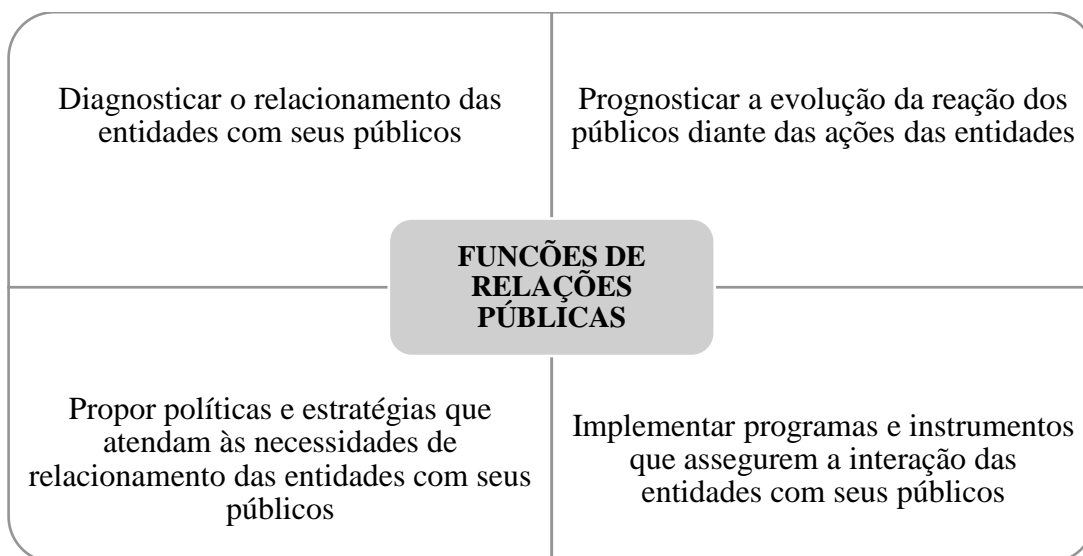 Diagnosticar o relacionamento das
entidades com seus públicos
Prognosticar a evolução da reação dos
públicos diante das ações das entidades
FUNCÕES DE
RELAÇÕES
PÚBLICAS
Propor políticas e estratégias que
atendam às necessidades de
relacionamento das entidades com seus
públicos
Implementar programas e instrumentos
que assegurem a interação das
entidades com seus públicos